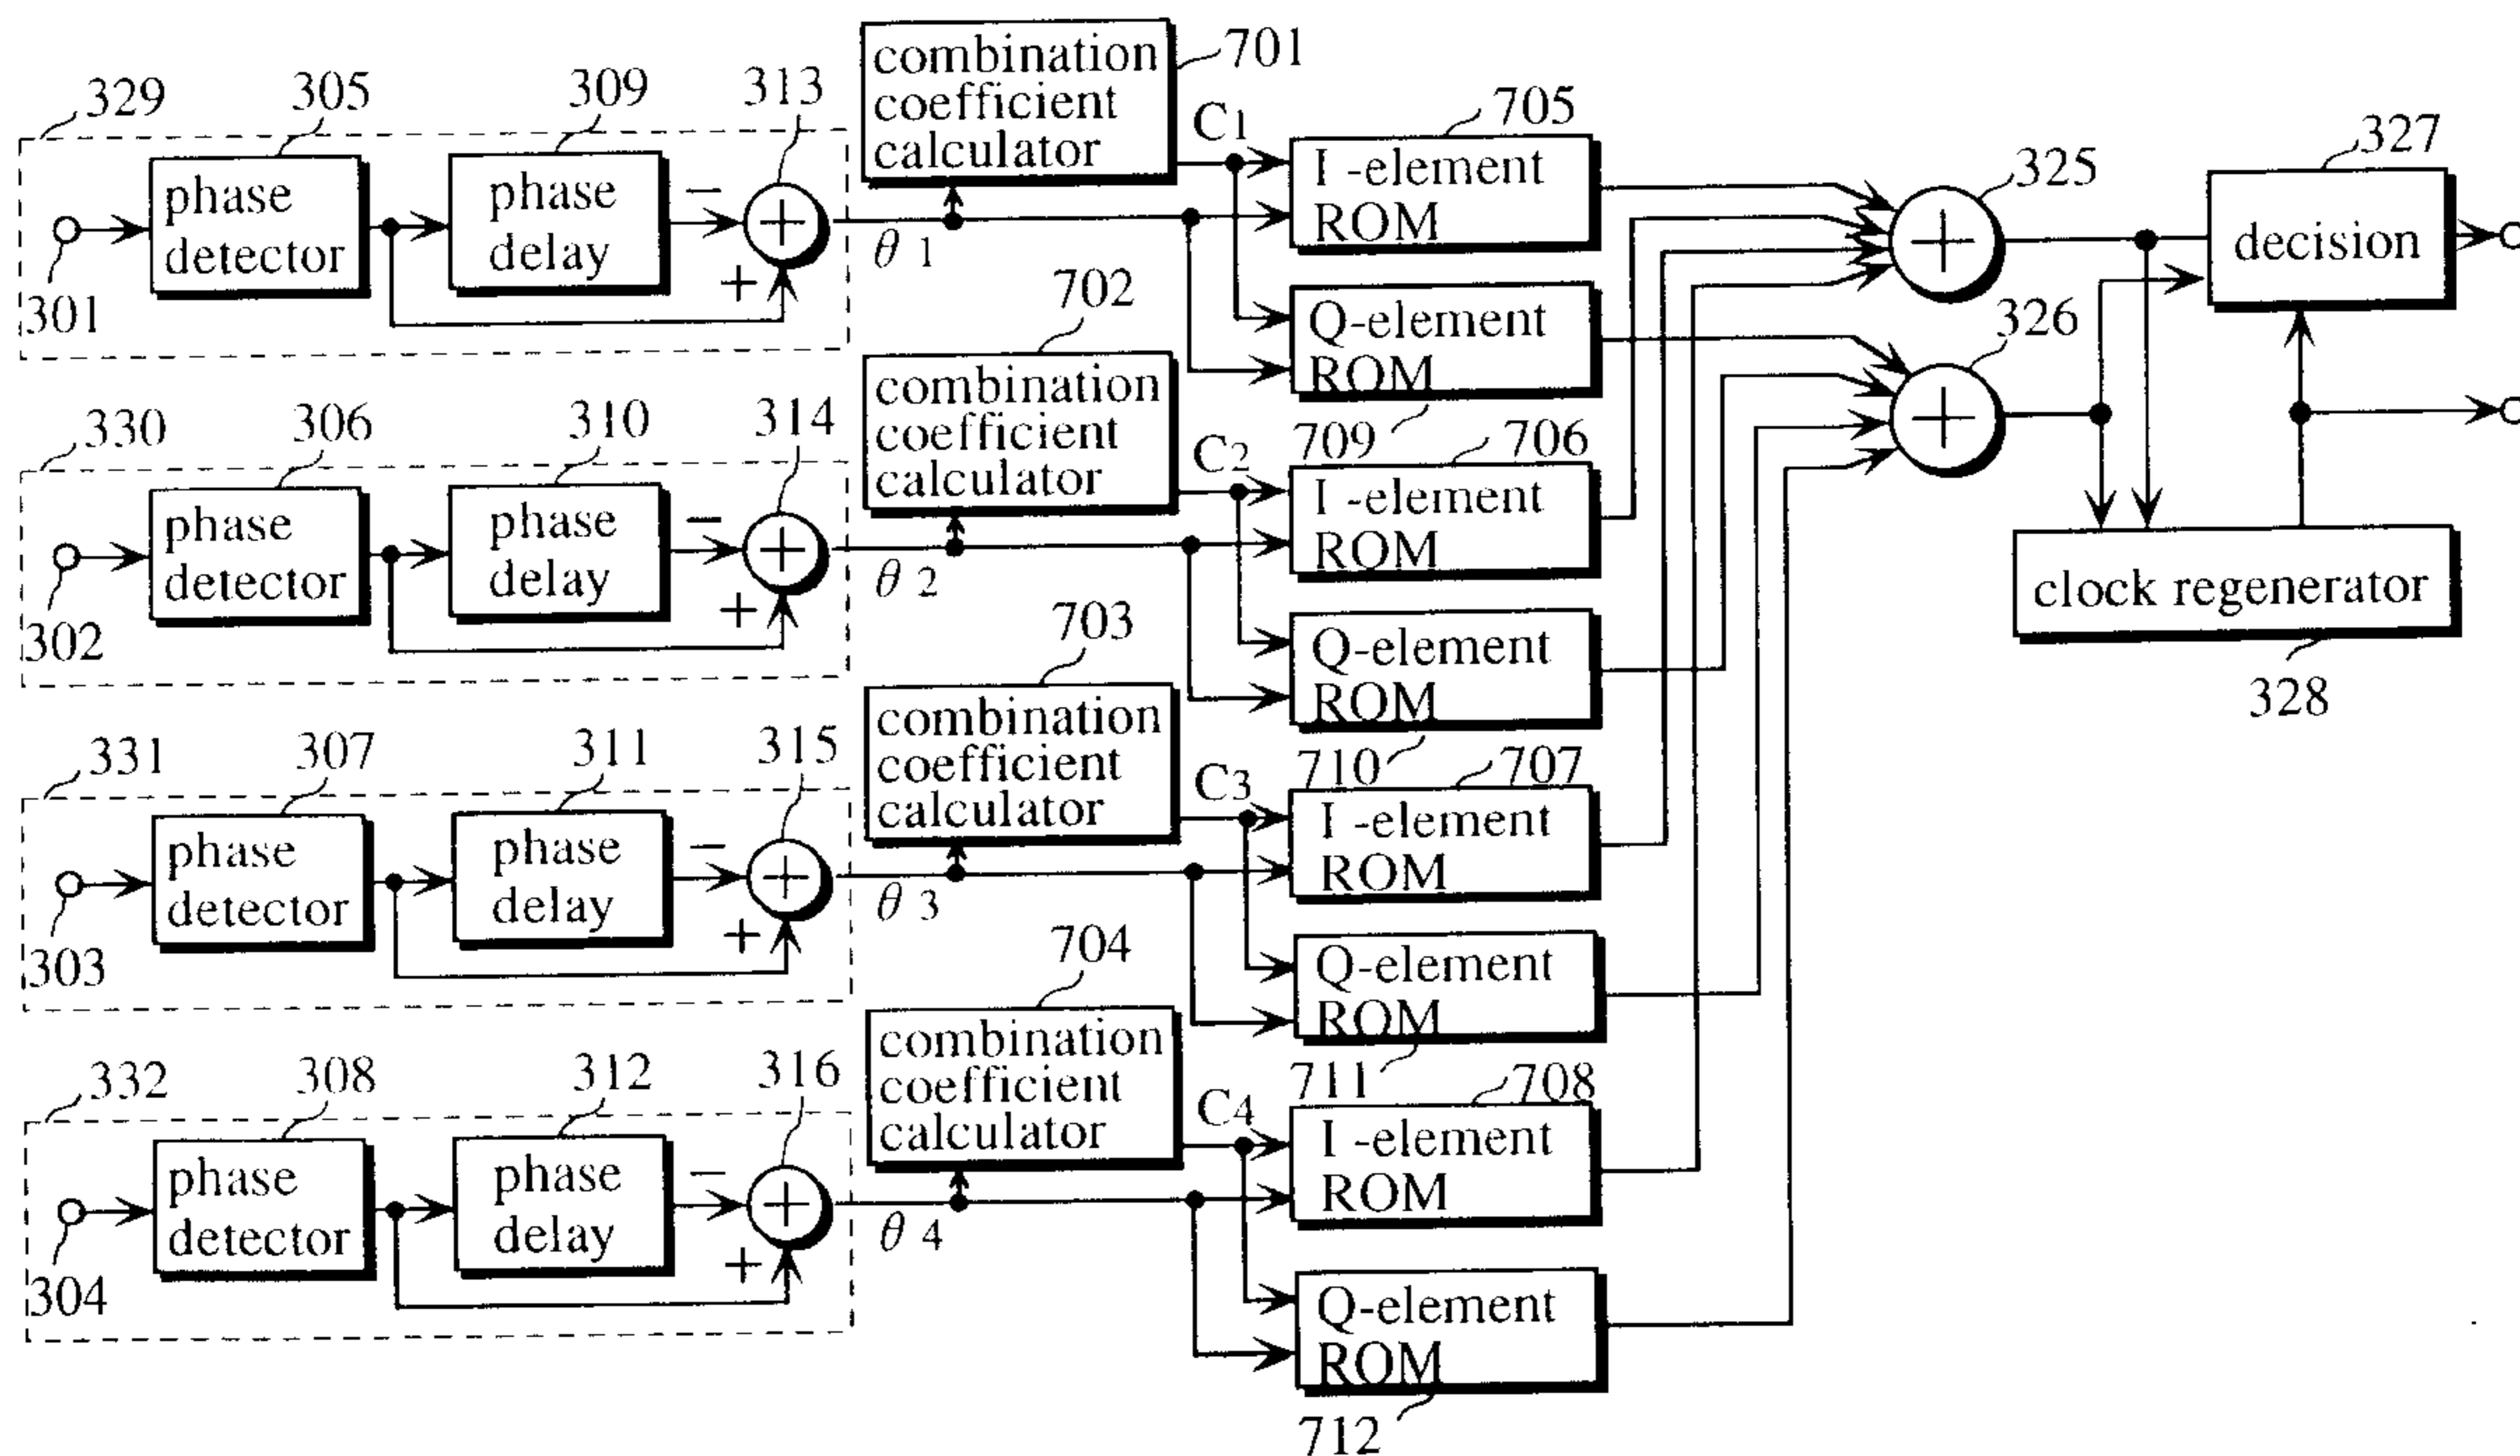 329
305
309
313
combination
coefficient
calculator
701
C1
705
327
phase
detector
phase
delay
−
+
+
θ 1
301
I -element
ROM
+
325
decision
Q-element
ROM
709
+
326
702
330
306
310
314
combination
coefficient
calculator
C2
706
phase
detector
phase
delay
−
+
+
θ 2
302
I -element
ROM
Q-element
ROM
710
clock regenerator
328
703
331
307
311
315
combination
coefficient
calculator
C3
707
phase
detector
phase
delay
−
+
+
θ 3
303
I -element
ROM
Q-element
ROM
711
704
332
308
312
316
combination
coefficient
calculator
C4
708
phase
detector
phase
delay
−
+
+
θ 4
304
I -element
ROM
Q-element
ROM
712